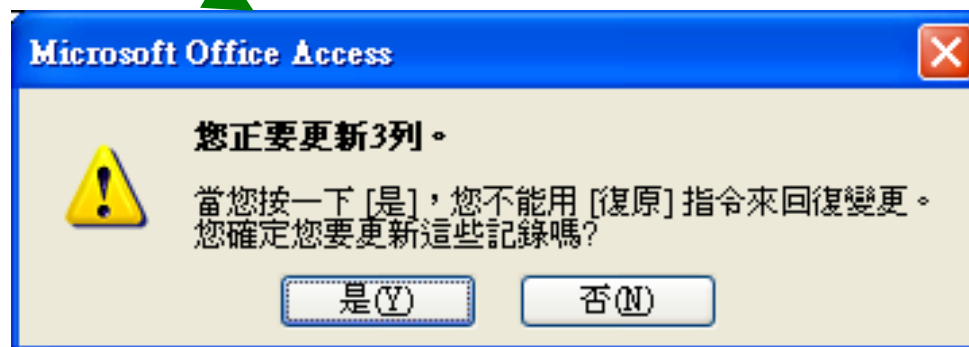 Microsoft Office Access
您正要更新3列。
當您按一下 [是]，您不能用 [復原] 指令來回復變更。
您確定您要更新這些記錄嗎?
是(Y) 否(N)